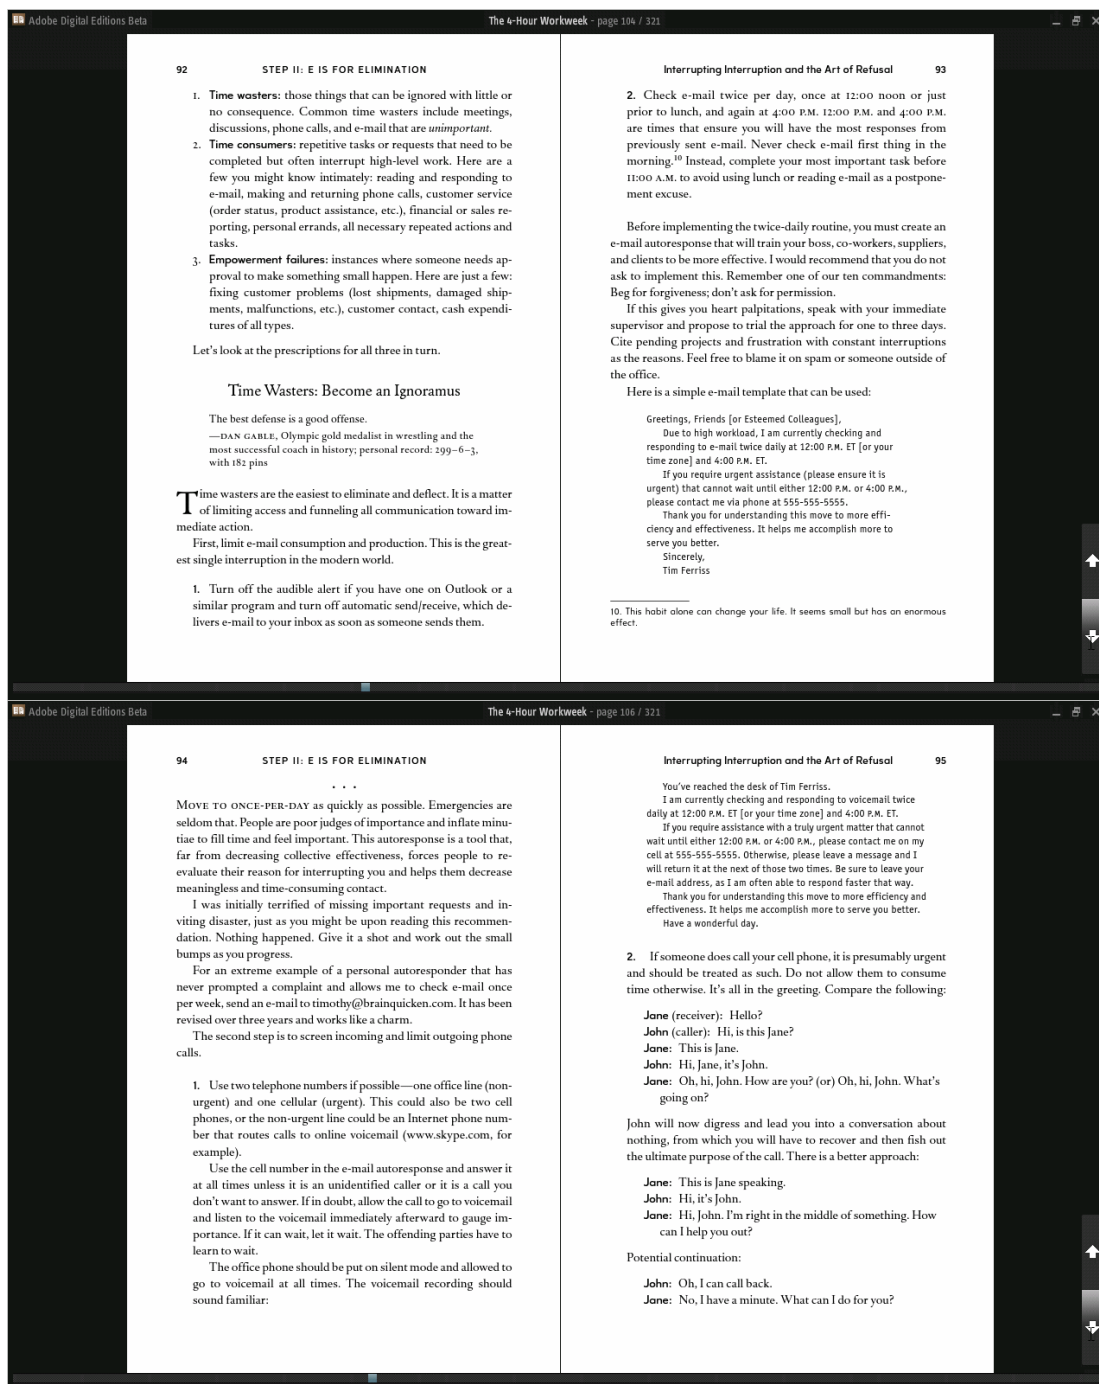 Adobe Digital Editions Beta
The 4-Hour Workweek - page 104 / 321
92
STEP II: E IS FOR ELIMINATION
1. Time wasters: those things that can be ignored with little or
no consequence. Common time wasters include meetings,
discussions, phone calls, and e-mail that are unimportant.
2. Time consumers: repetitive tasks or requests that need to be
completed but often interrupt high-level work. Here are a
few you might know intimately: reading and responding to
e-mail, making and returning phone calls, customer service
(order status, product assistance, etc.), financial or sales re-
porting, personal errands, all necessary repeated actions and
tasks.
3. Empowerment failures: instances where someone needs ap-
proval to make something small happen. Here are just a few:
fixing customer problems (lost shipments, damaged ship-
ments, malfunctions, etc.), customer contact, cash expendi-
tures of all types.
Let's look at the prescriptions for all three in turn.
Time Wasters: Become an Ignoramus
The best defense is a good offense.
—DAN GABLE, Olympic gold medalist in wrestling and the
most successful coach in history; personal record: 299–6–3,
with 182 pins
Time wasters are the easiest to eliminate and deflect. It is a matter
of limiting access and funneling all communication toward im-
mediate action.
First, limit e-mail consumption and production. This is the great-
est single interruption in the modern world.
1. Turn off the audible alert if you have one on Outlook or a
similar program and turn off automatic send/receive, which de-
livers e-mail to your inbox as soon as someone sends them.
Interrupting Interruption and the Art of Refusal
93
2. Check e-mail twice per day, once at 12:00 noon or just
prior to lunch, and again at 4:00 P.M. 12:00 P.M. and 4:00 P.M.
are times that ensure you will have the most responses from
previously sent e-mail. Never check e-mail first thing in the
morning.10 Instead, complete your most important task before
11:00 A.M. to avoid using lunch or reading e-mail as a postpone-
ment excuse.
Before implementing the twice-daily routine, you must create an
e-mail autoresponse that will train your boss, co-workers, suppliers,
and clients to be more effective. I would recommend that you do not
ask to implement this. Remember one of our ten commandments:
Beg for forgiveness; don't ask for permission.
If this gives you heart palpitations, speak with your immediate
supervisor and propose to trial the approach for one to three days.
Cite pending projects and frustration with constant interruptions
as the reasons. Feel free to blame it on spam or someone outside of
the office.
Here is a simple e-mail template that can be used:
Greetings, Friends [or Esteemed Colleagues],
Due to high workload, I am currently checking and
responding to e-mail twice daily at 12:00 P.M. ET [or your
time zone] and 4:00 P.M. ET.
If you require urgent assistance (please ensure it is
urgent) that cannot wait until either 12:00 P.M. or 4:00 P.M.,
please contact me via phone at 555-555-5555.
Thank you for understanding this move to more effi-
ciency and effectiveness. It helps me accomplish more to
serve you better.
Sincerely,
Tim Ferriss
10. This habit alone can change your life. It seems small but has an enormous
effect.
Adobe Digital Editions Beta
The 4-Hour Workweek - page 106 / 321
94
STEP II: E IS FOR ELIMINATION
• • •
MOVE TO ONCE-PER-DAY as quickly as possible. Emergencies are
seldom that. People are poor judges of importance and inflate minu-
tiae to fill time and feel important. This autoresponse is a tool that,
far from decreasing collective effectiveness, forces people to re-
evaluate their reason for interrupting you and helps them decrease
meaningless and time-consuming contact.
I was initially terrified of missing important requests and in-
viting disaster, just as you might be upon reading this recommen-
dation. Nothing happened. Give it a shot and work out the small
bumps as you progress.
For an extreme example of a personal autoresponder that has
never prompted a complaint and allows me to check e-mail once
per week, send an e-mail to timothy@brainquicken.com. It has been
revised over three years and works like a charm.
The second step is to screen incoming and limit outgoing phone
calls.
1. Use two telephone numbers if possible—one office line (non-
urgent) and one cellular (urgent). This could also be two cell
phones, or the non-urgent line could be an Internet phone num-
ber that routes calls to online voicemail (www.skype.com, for
example).
Use the cell number in the e-mail autoresponse and answer it
at all times unless it is an unidentified caller or it is a call you
don't want to answer. If in doubt, allow the call to go to voicemail
and listen to the voicemail immediately afterward to gauge im-
portance. If it can wait, let it wait. The offending parties have to
learn to wait.
The office phone should be put on silent mode and allowed to
go to voicemail at all times. The voicemail recording should
sound familiar:
Interrupting Interruption and the Art of Refusal
95
You've reached the desk of Tim Ferriss.
I am currently checking and responding to voicemail twice
daily at 12:00 P.M. ET [or your time zone] and 4:00 P.M. ET.
If you require assistance with a truly urgent matter that cannot
wait until either 12:00 P.M. or 4:00 P.M., please contact me on my
cell at 555-555-5555. Otherwise, please leave a message and I
will return it at the next of those two times. Be sure to leave your
e-mail address, as I am often able to respond faster that way.
Thank you for understanding this move to more efficiency and
effectiveness. It helps me accomplish more to serve you better.
Have a wonderful day.
2. If someone does call your cell phone, it is presumably urgent
and should be treated as such. Do not allow them to consume
time otherwise. It's all in the greeting. Compare the following:
Jane (receiver): Hello?
John (caller): Hi, is this Jane?
Jane: This is Jane.
John: Hi, Jane, it's John.
Jane: Oh, hi, John. How are you? (or) Oh, hi, John. What's
going on?
John will now digress and lead you into a conversation about
nothing, from which you will have to recover and then fish out
the ultimate purpose of the call. There is a better approach:
Jane: This is Jane speaking.
John: Hi, it's John.
Jane: Hi, John. I'm right in the middle of something. How
can I help you out?
Potential continuation:
John: Oh, I can call back.
Jane: No, I have a minute. What can I do for you?